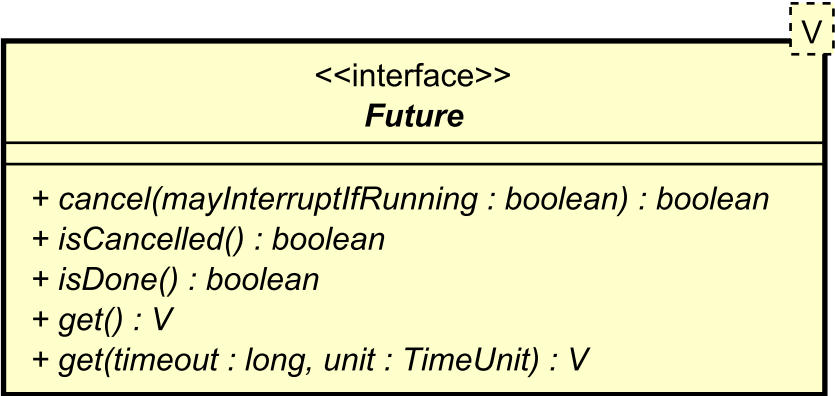 V
<<interface>>
Future
+ cancel(mayInterruptIfRunning : boolean) : boolean
+ isCancelled() : boolean
+ isDone() : boolean
+ get() : V
+ get(timeout : long, unit : TimeUnit) : V